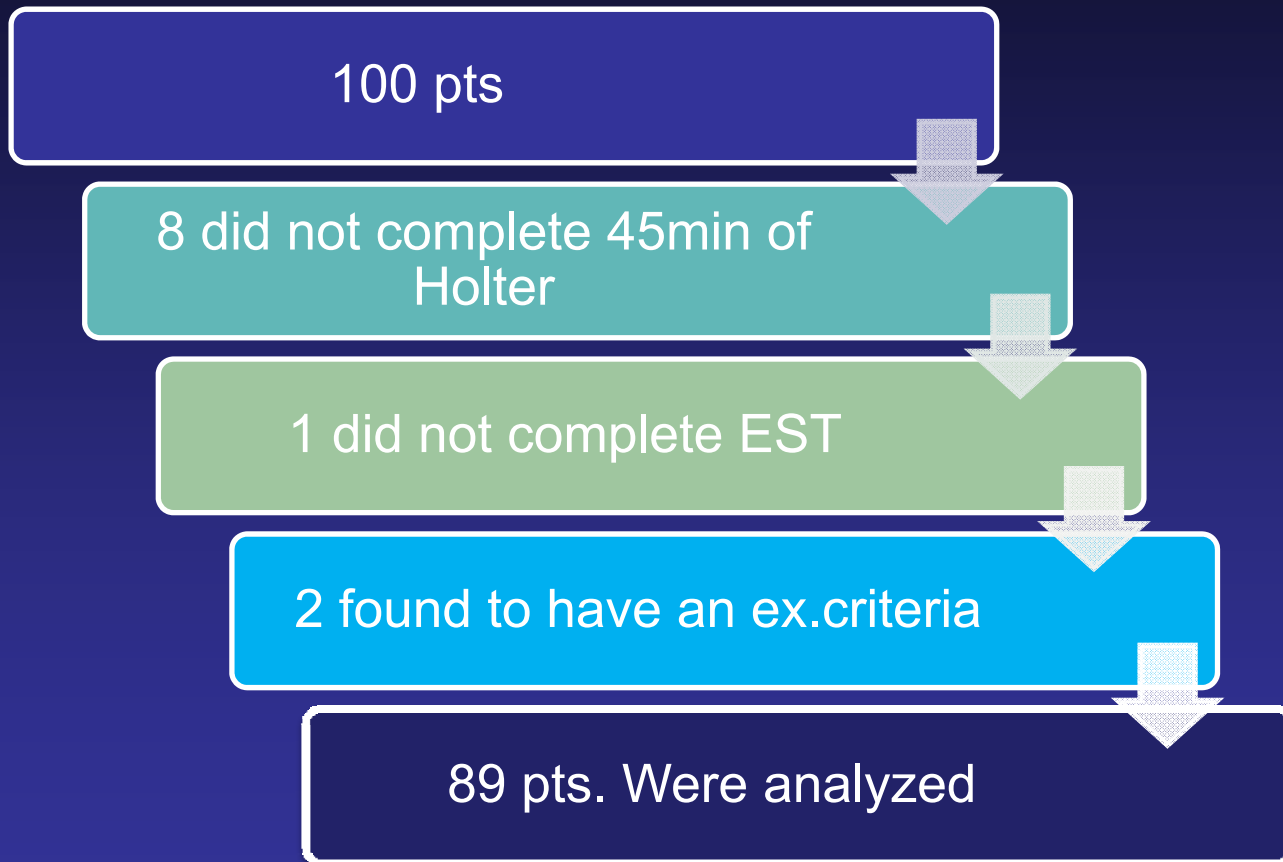 100 pts
8 did not complete 45min of
Holter
1 did not complete EST
2 found to have an ex.criteria
89 pts. Were analyzed